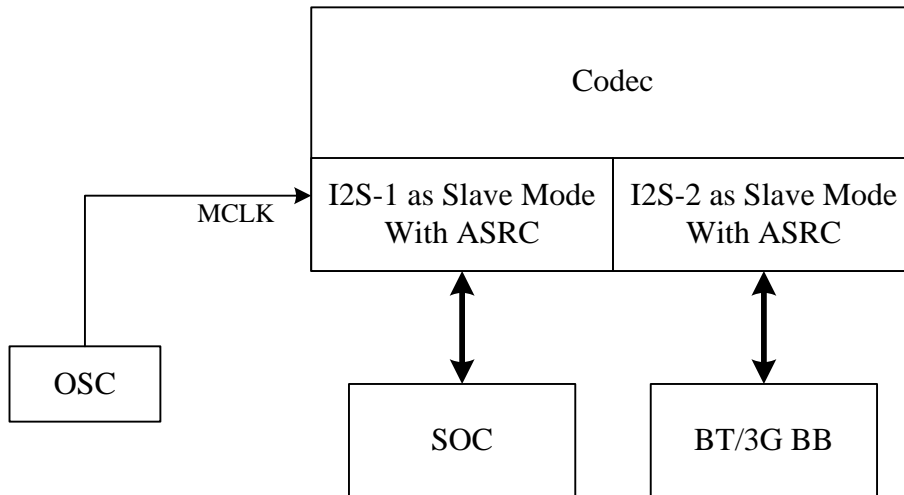 Codec
I2S-1 as Slave Mode
With ASRC
I2S-2 as Slave Mode
With ASRC
MCLK
OSC
SOC
BT/3G BB